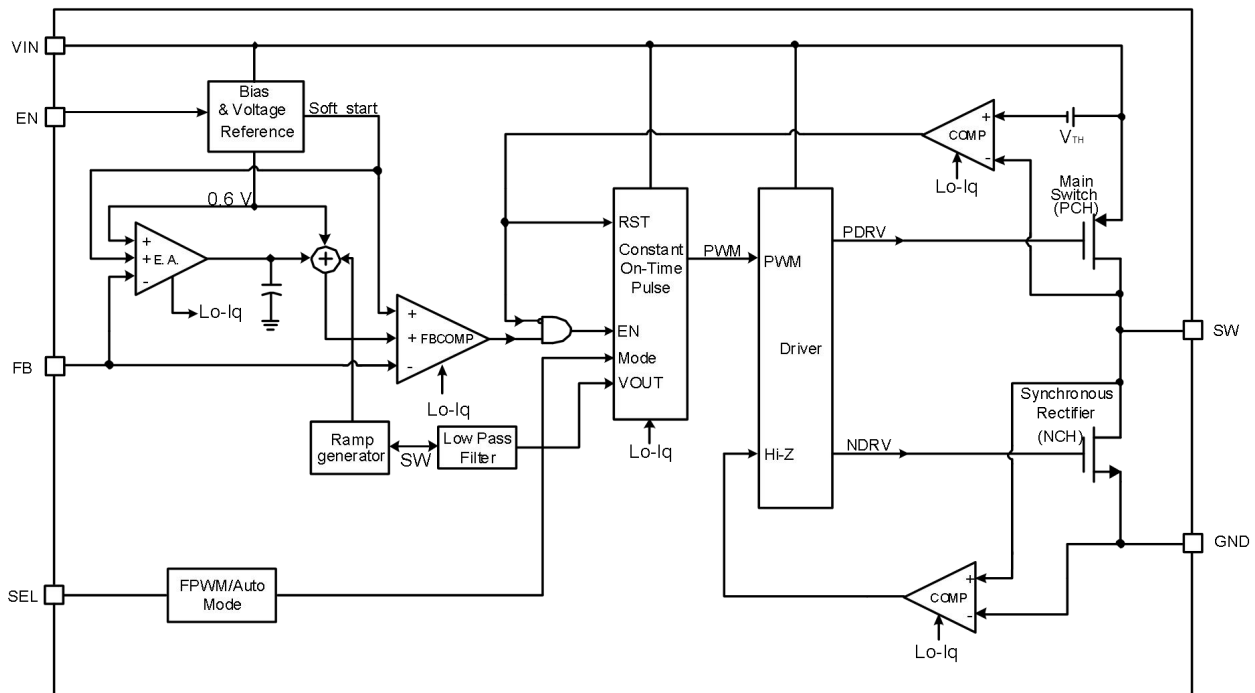 VIN
EN
FB
SEL
Bias
& Voltage
Reference
Soft start
0.6 V
+
+ E. A.
-
Lo-Iq
+
+
+ FBCOMP
-
Lo-Iq
Ramp
generator
SW
Low Pass
Filter
FPWM/Auto
Mode
RST
Constant
On-Time
Pulse
EN
Mode
VOUT
Lo-Iq
PWM
PWM
Driver
Hi-Z
PDRV
NDRV
+
COMP
-
Lo-Iq
VTH
Main
Switch
(PCH)
SW
Synchronous
Rectifier
(NCH)
GND
+
COMP
-
Lo-Iq